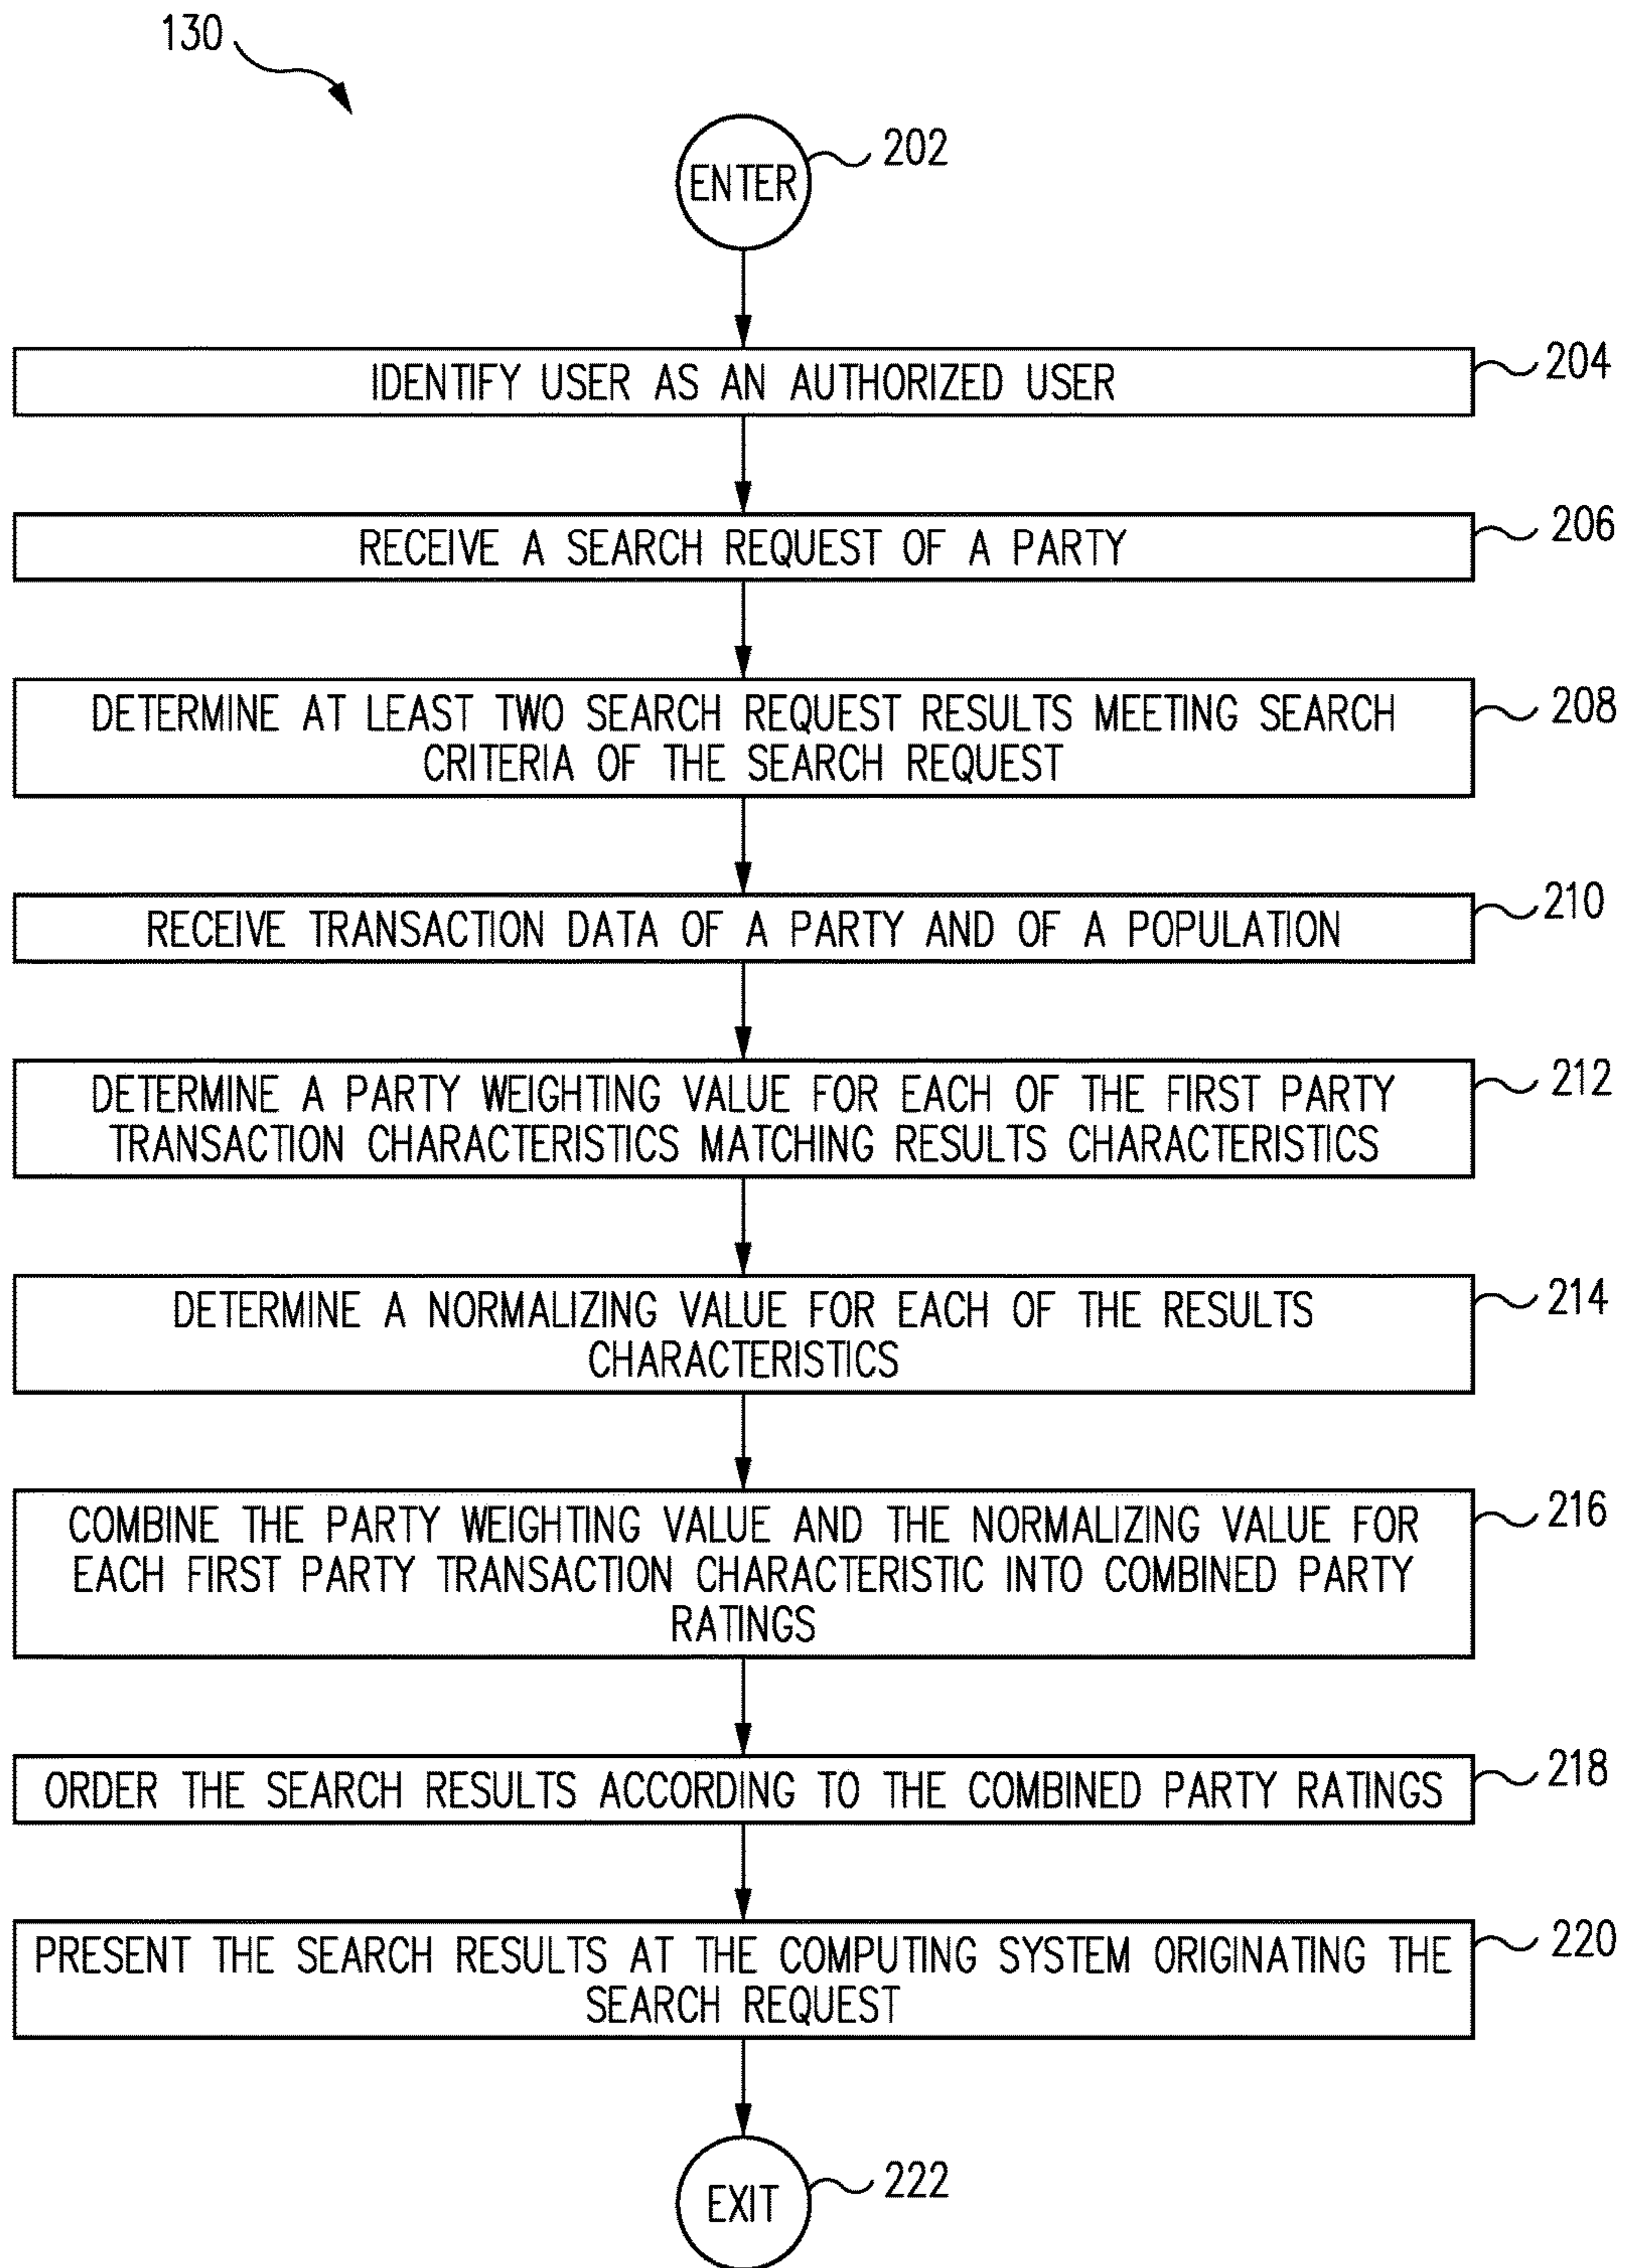 130
ENTER
202
IDENTIFY USER AS AN AUTHORIZED USER
204
RECEIVE A SEARCH REQUEST OF A PARTY
206
DETERMINE AT LEAST TWO SEARCH REQUEST RESULTS MEETING SEARCH
CRITERIA OF THE SEARCH REQUEST
208
RECEIVE TRANSACTION DATA OF A PARTY AND OF A POPULATION
210
DETERMINE A PARTY WEIGHTING VALUE FOR EACH OF THE FIRST PARTY
TRANSACTION CHARACTERISTICS MATCHING RESULTS CHARACTERISTICS
212
DETERMINE A NORMALIZING VALUE FOR EACH OF THE RESULTS
CHARACTERISTICS
214
COMBINE THE PARTY WEIGHTING VALUE AND THE NORMALIZING VALUE FOR
EACH FIRST PARTY TRANSACTION CHARACTERISTIC INTO COMBINED PARTY
RATINGS
216
ORDER THE SEARCH RESULTS ACCORDING TO THE COMBINED PARTY RATINGS
218
PRESENT THE SEARCH RESULTS AT THE COMPUTING SYSTEM ORIGINATING THE
SEARCH REQUEST
220
EXIT
222